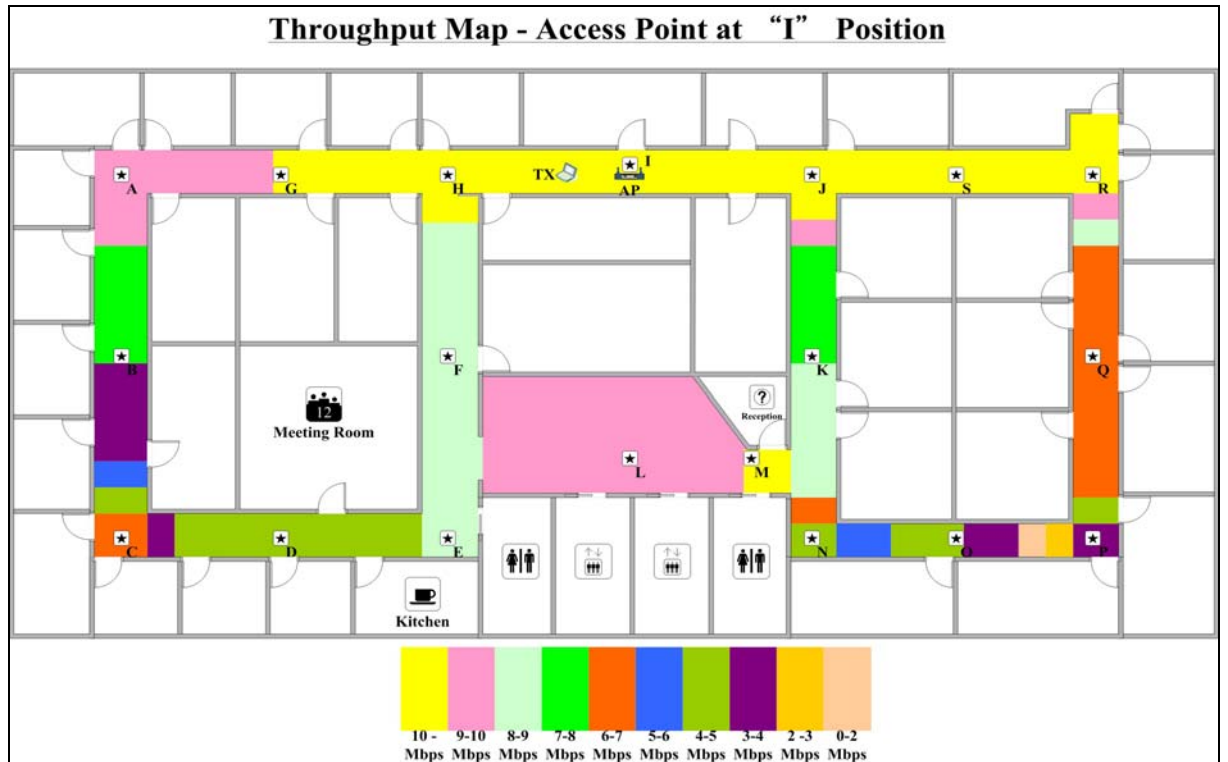 Throughput Map - Access Point at “I” Position
I
A
G
H
TX
AP
J
S
R
B
F
K
Q
12
Meeting Room
?
Reception
L
M
C
D
E
N
O
P
Kitchen
10 - 9-10 8-9 7-8 6-7 5-6 4-5 3-4 2 -3 0-2
Mbps Mbps Mbps Mbps Mbps Mbps Mbps Mbps Mbps Mbps